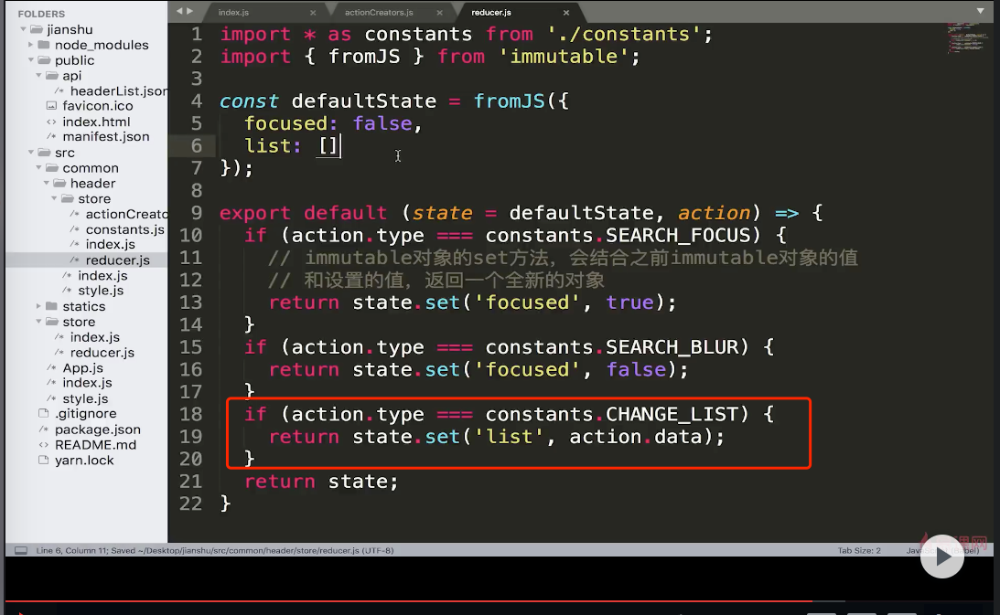 FOLDERS
jianshu
node_modules
public
api
headerList.json
favicon.ico
index.html
manifest.json
src
common
header
store
actionCreato
constants.js
index.js
reducer.js
index.js
style.js
statics
store
index.js
reducer.js
App.js
index.js
style.js
.gitignore
package.json
README.md
yarn.lock
index.js
actionCreators.js
reducer.js
1 import * as constants from './constants';
2 import { fromJS } from 'immutable';
3
4 const defaultState = fromJS({
5 focused: false,
6 list: []
7 });
8
9 export default (state = defaultState, action) => {
10 if (action.type === constants.SEARCH_FOCUS) {
11 // immutable对象的set方法，会结合之前immutable对象的值
12 // 和设置的值，返回一个全新的对象
13 return state.set('focused', true);
14 }
15 if (action.type === constants.SEARCH_BLUR) {
16 return state.set('focused', false);
17 }
18 if (action.type === constants.CHANGE_LIST) {
19 return state.set('list', action.data);
20 }
21 return state;
22 }
Line 6, Column 11; Saved ~/Desktop/jianshu/src/common/header/store/reducer.js (UTF-8)
Tab Size: 2